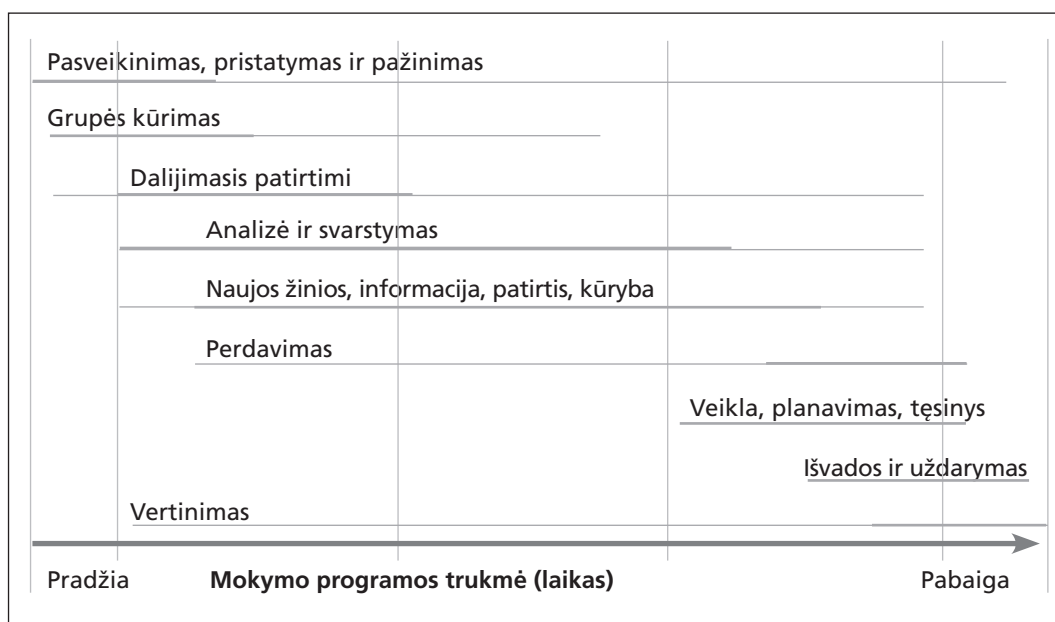 Pasveikinimas, pristatymas ir pažinimas
Grupės kūrimas
Dalijimasis patirtimi
Analizė ir svarstymas
Naujos žinios, informacija, patirtis, kūryba
Perdavimas
Veikla, planavimas, tęsinys
Išvados ir uždarymas
Vertinimas
Pradžia Mokymo programos trukmė (laikas) Pabaiga